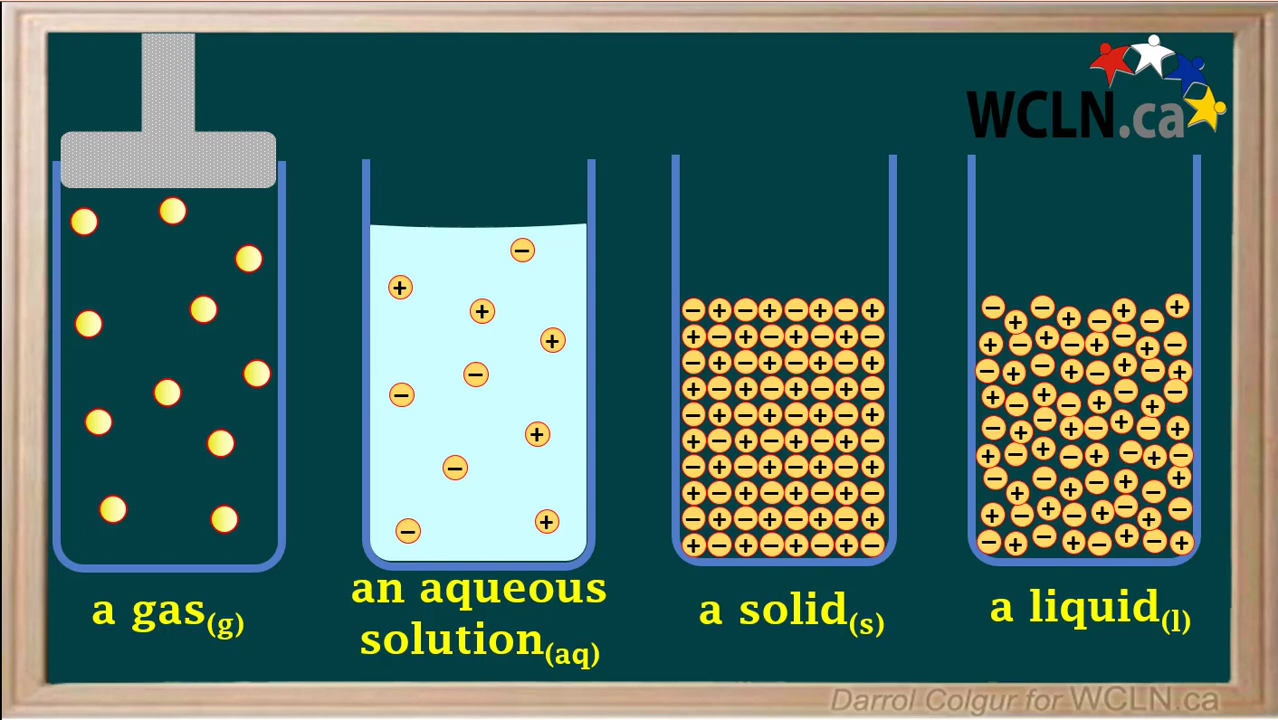 WCLN.ca
a gas(g)
an aqueous
solution(aq)
a solid(s)
a liquid(l)
Darrol Colgur for WCLN.ca